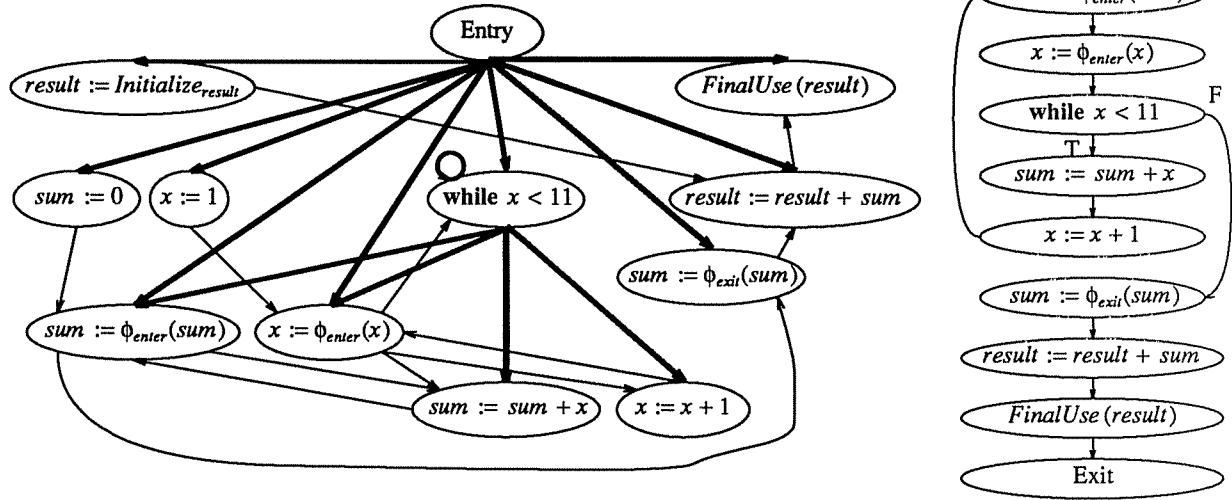 Entry
result := Initialize_result
FinalUse (result)
sum := 0
x := 1
while x < 11
result := result + sum
sum := ϕ_exit(sum)
sum := ϕ_enter(sum)
x := ϕ_enter(x)
sum := sum + x
x := x + 1
x := ϕ_enter(x)
while x < 11
F
T
sum := sum + x
x := x + 1
sum := ϕ_exit(sum)
result := result + sum
FinalUse (result)
Exit